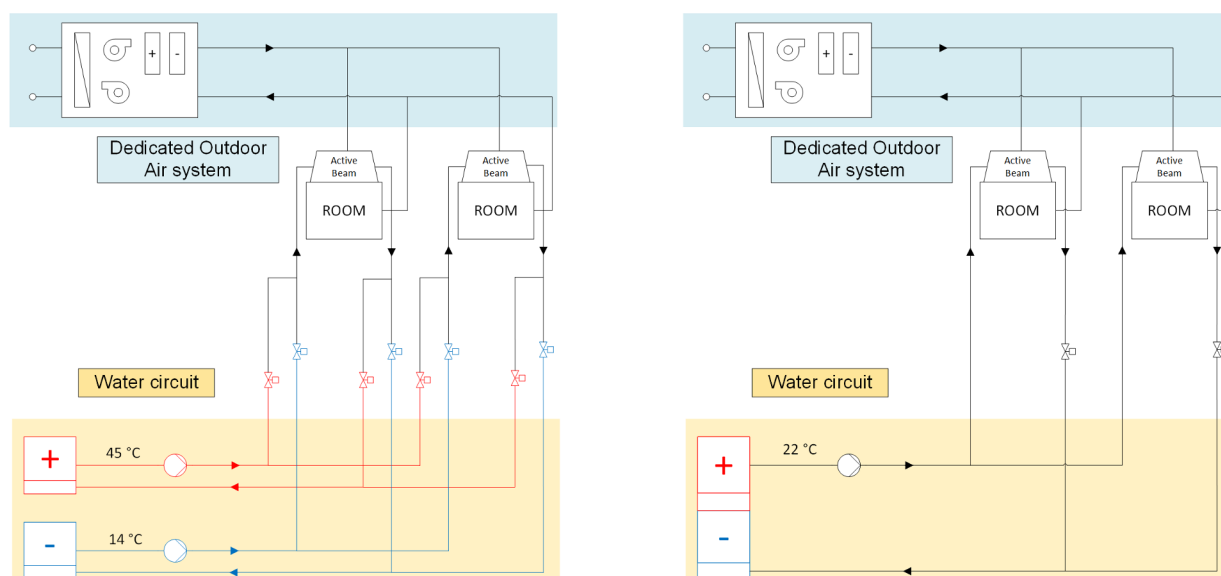 + -
Dedicated Outdoor
Air system
Active
Beam
ROOM
Active
Beam
ROOM
Water circuit
+
45 °C
-
14 °C
+ -
Dedicated Outdoor
Air system
Active
Beam
ROOM
Active
Beam
ROOM
Water circuit
+
22 °C
-